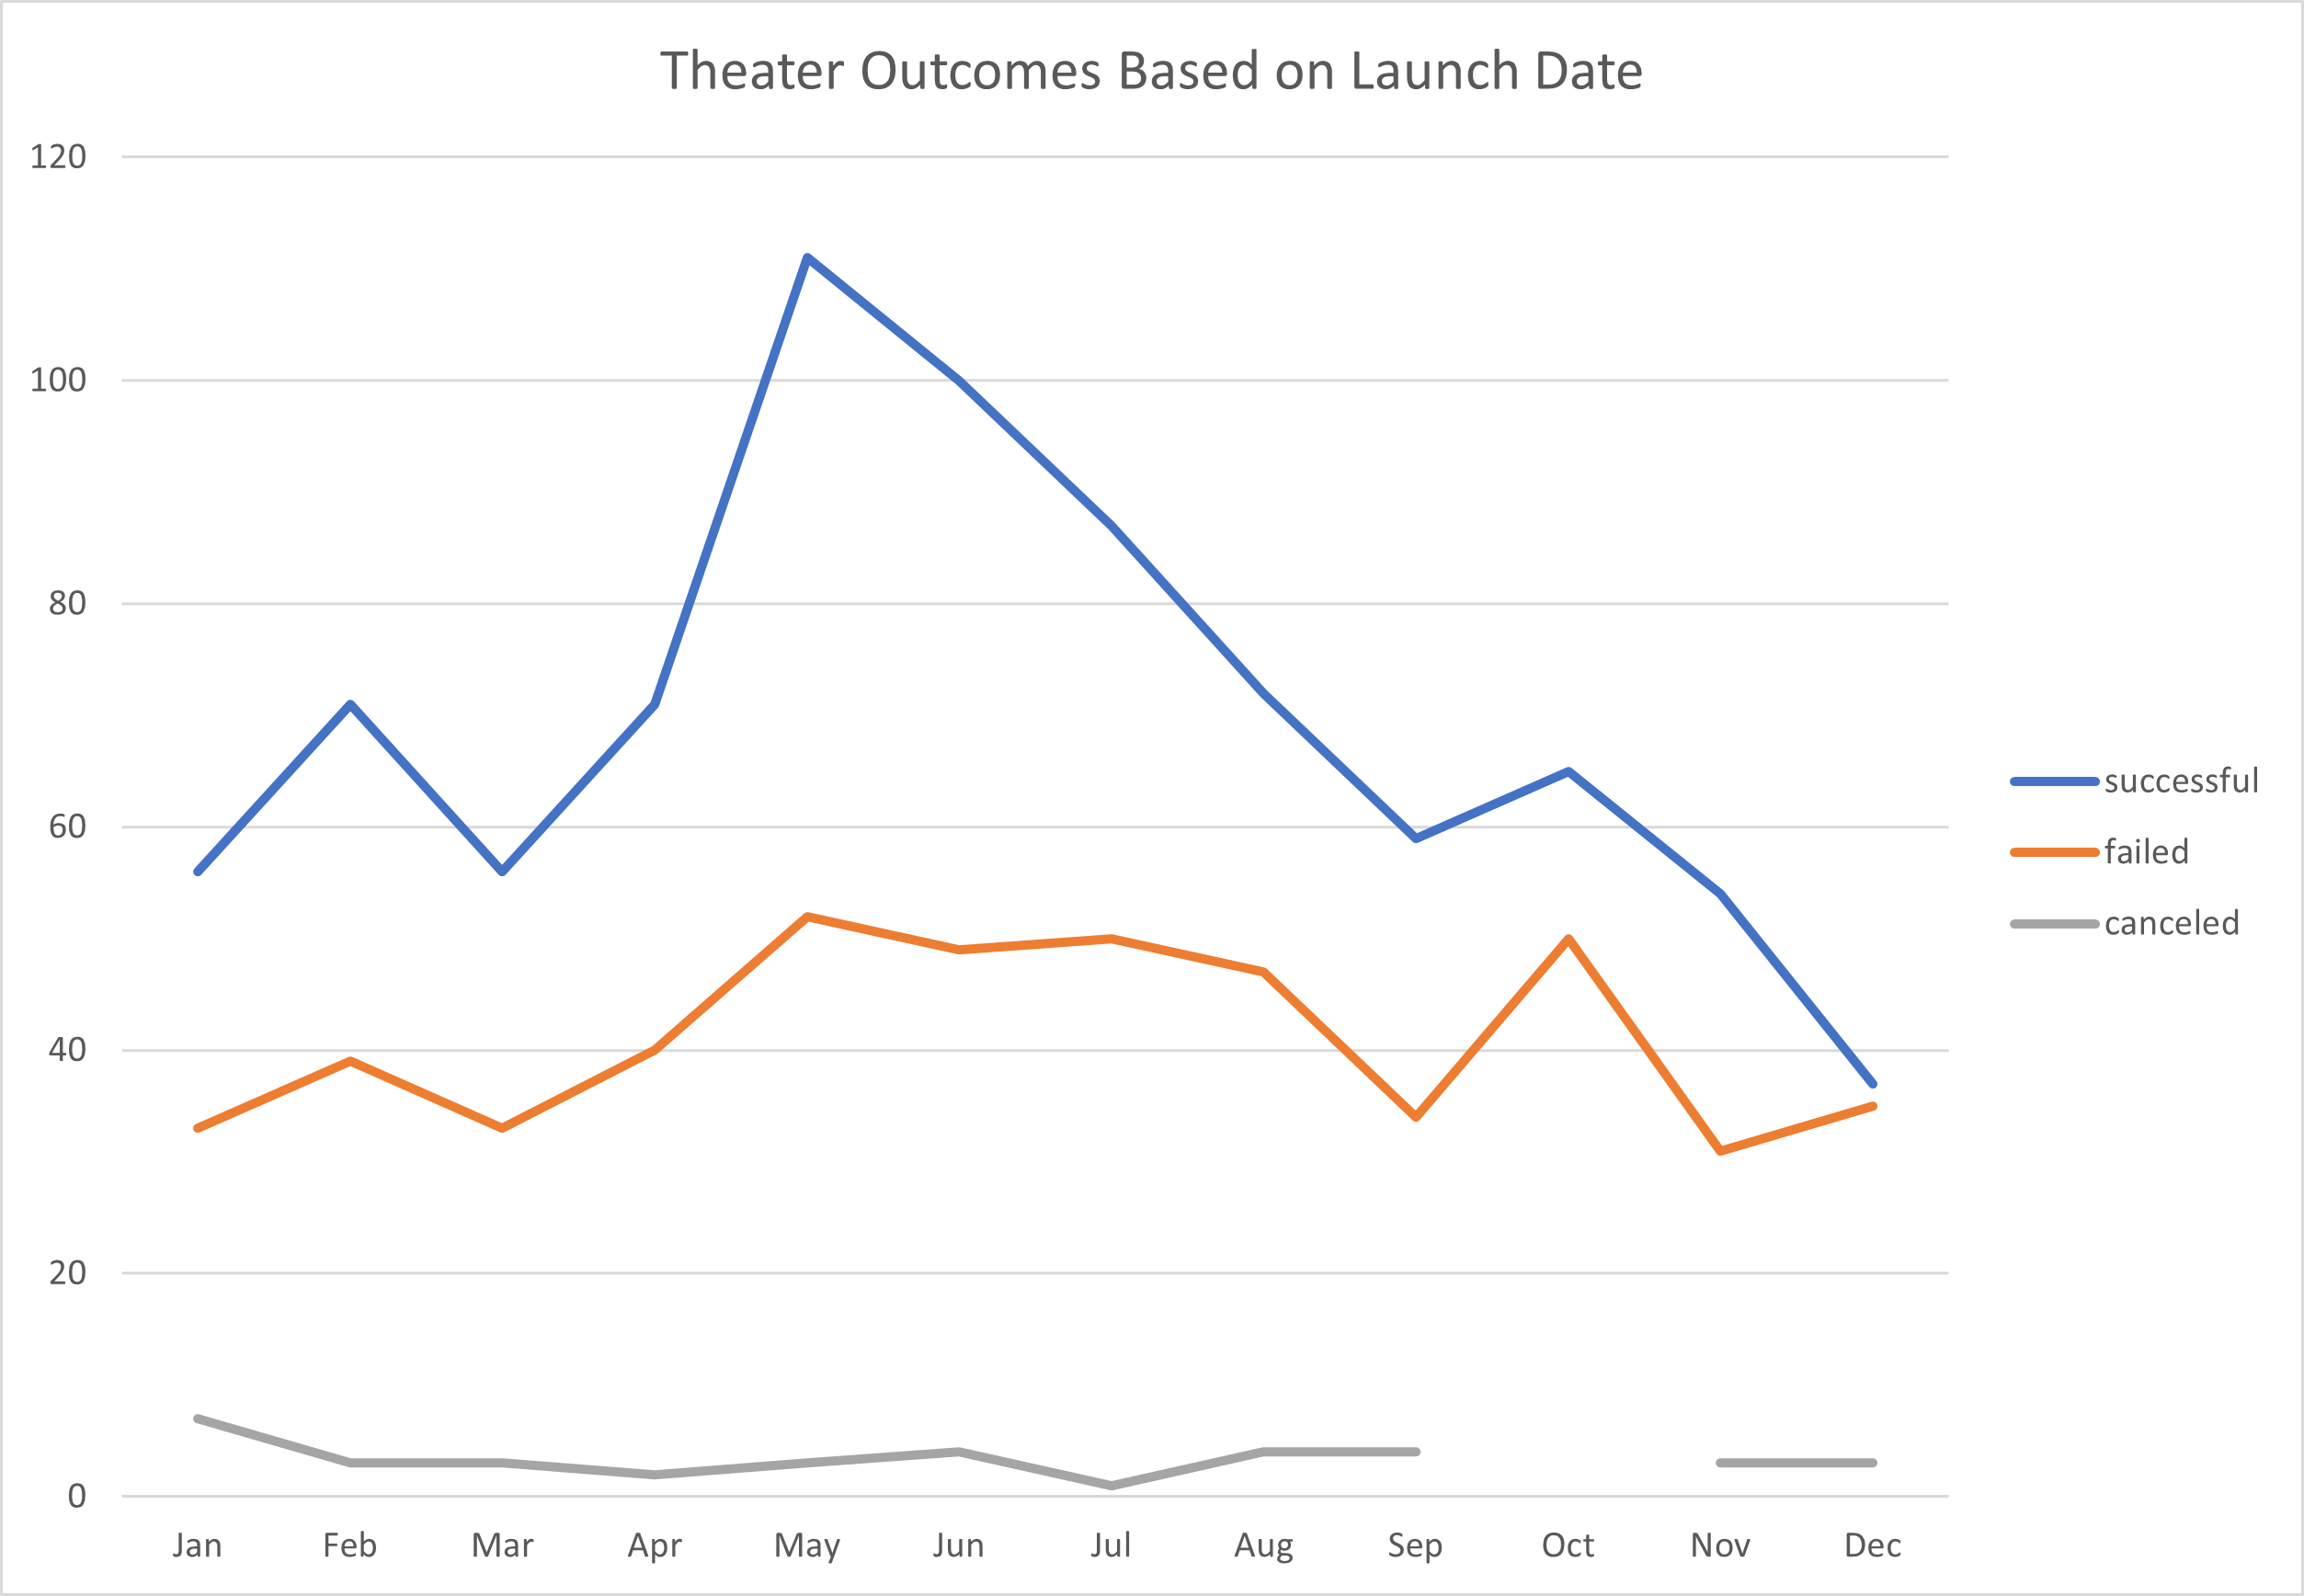 Theater Outcomes Based on Launch Date
120
100
80
60
40
20
0
Jan Feb Mar Apr May Jun Jul Aug Sep Oct Nov Dec
successful
failed
canceled